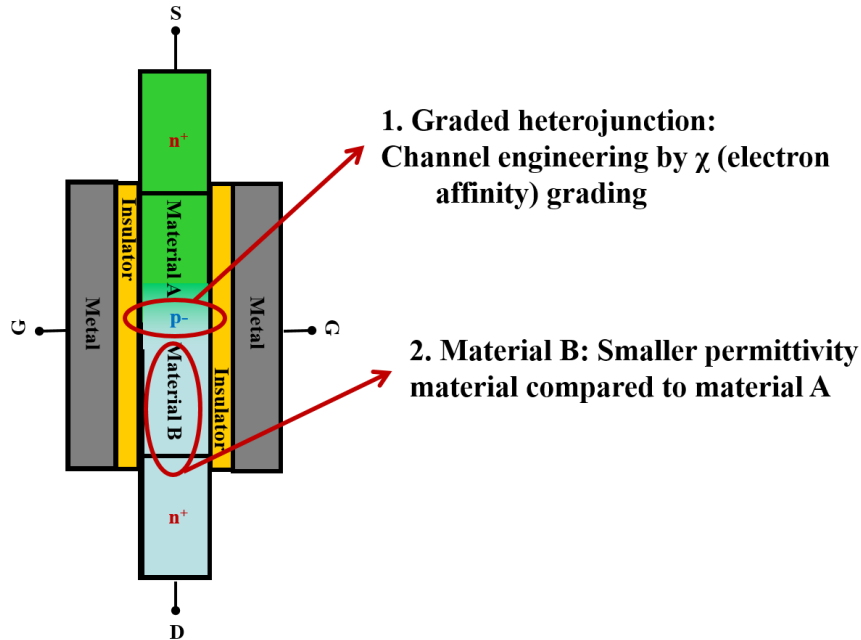 S
n+
1. Graded heterojunction:
Channel engineering by χ (electron
affinity) grading
Metal
Insulator
Material A
p-
G
G
Metal
Material B
Insulator
2. Material B: Smaller permittivity
material compared to material A
n+
D